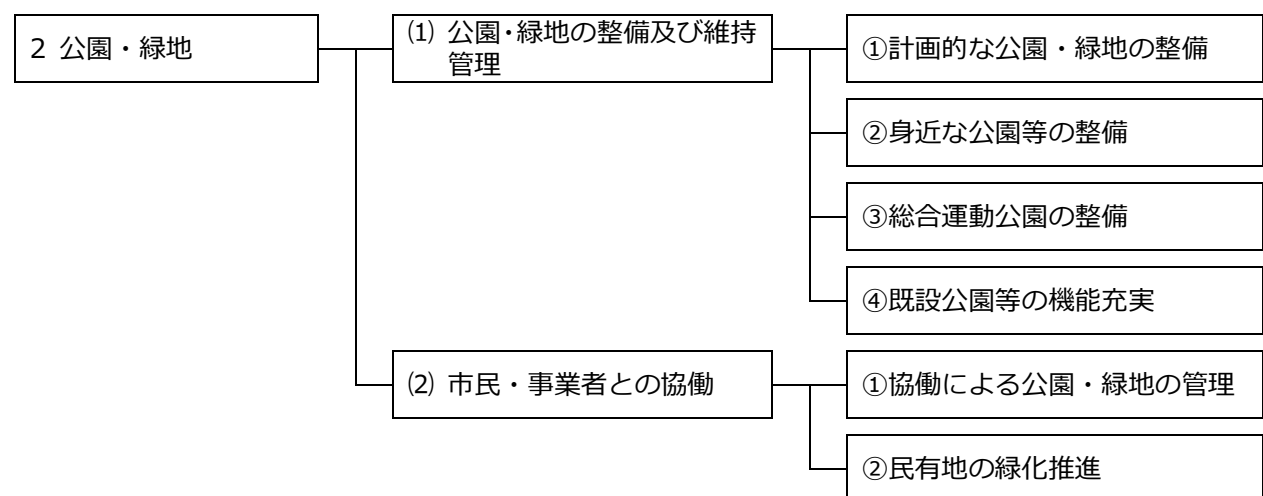 2 公園・緑地
⑴ 公園・緑地の整備及び維持
管理
①計画的な公園・緑地の整備
②身近な公園等の整備
③総合運動公園の整備
④既設公園等の機能充実
⑵ 市民・事業者との協働
①協働による公園・緑地の管理
②民有地の緑化推進